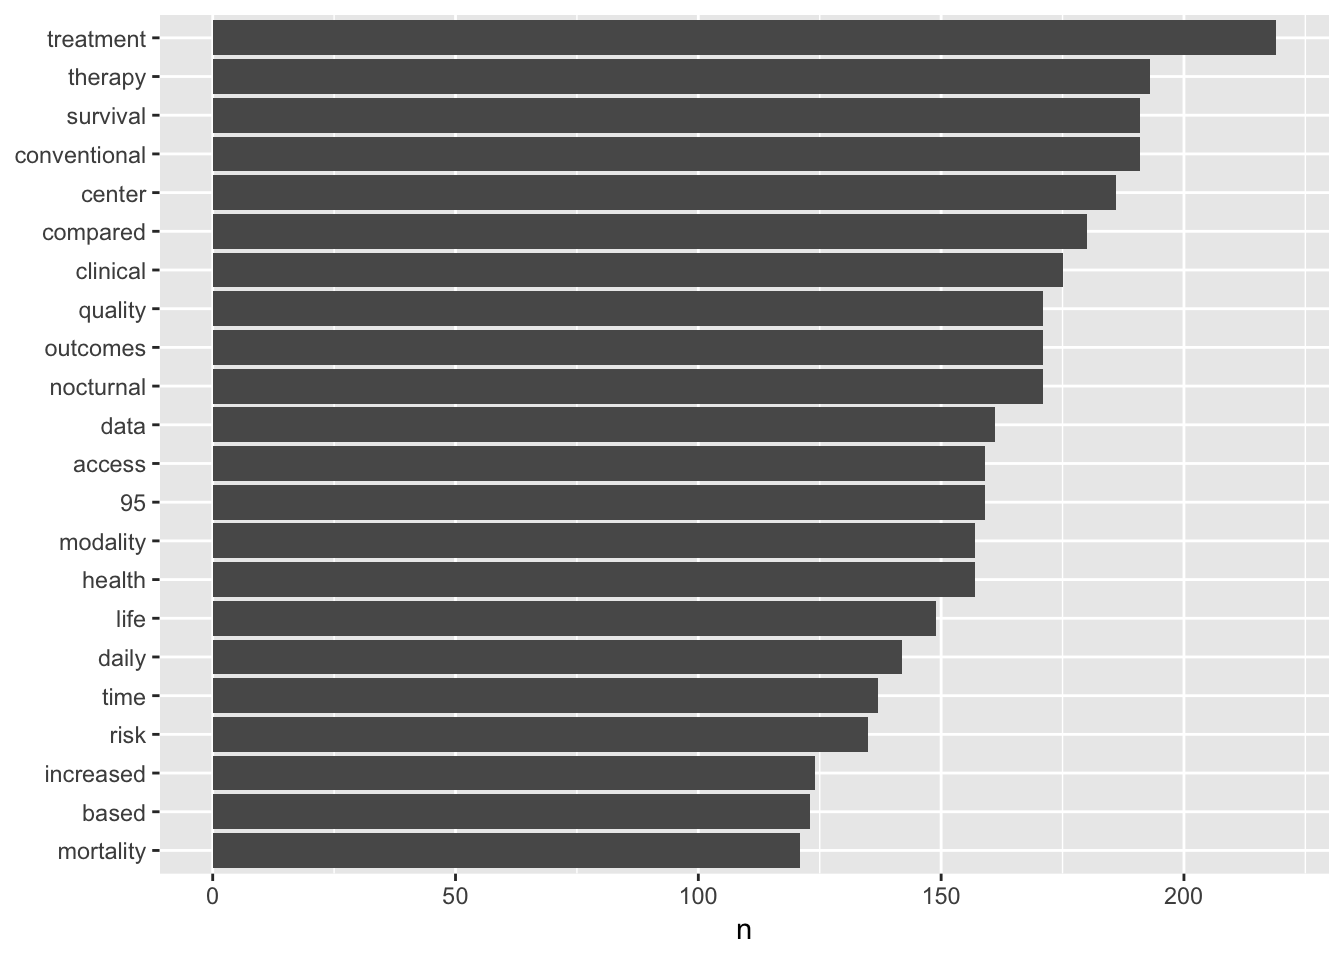 treatment
therapy
survival
conventional
center
compared
clinical
quality
outcomes
nocturnal
data
access
95
modality
health
life
daily
time
risk
increased
based
mortality
0 50 100 150 200
n